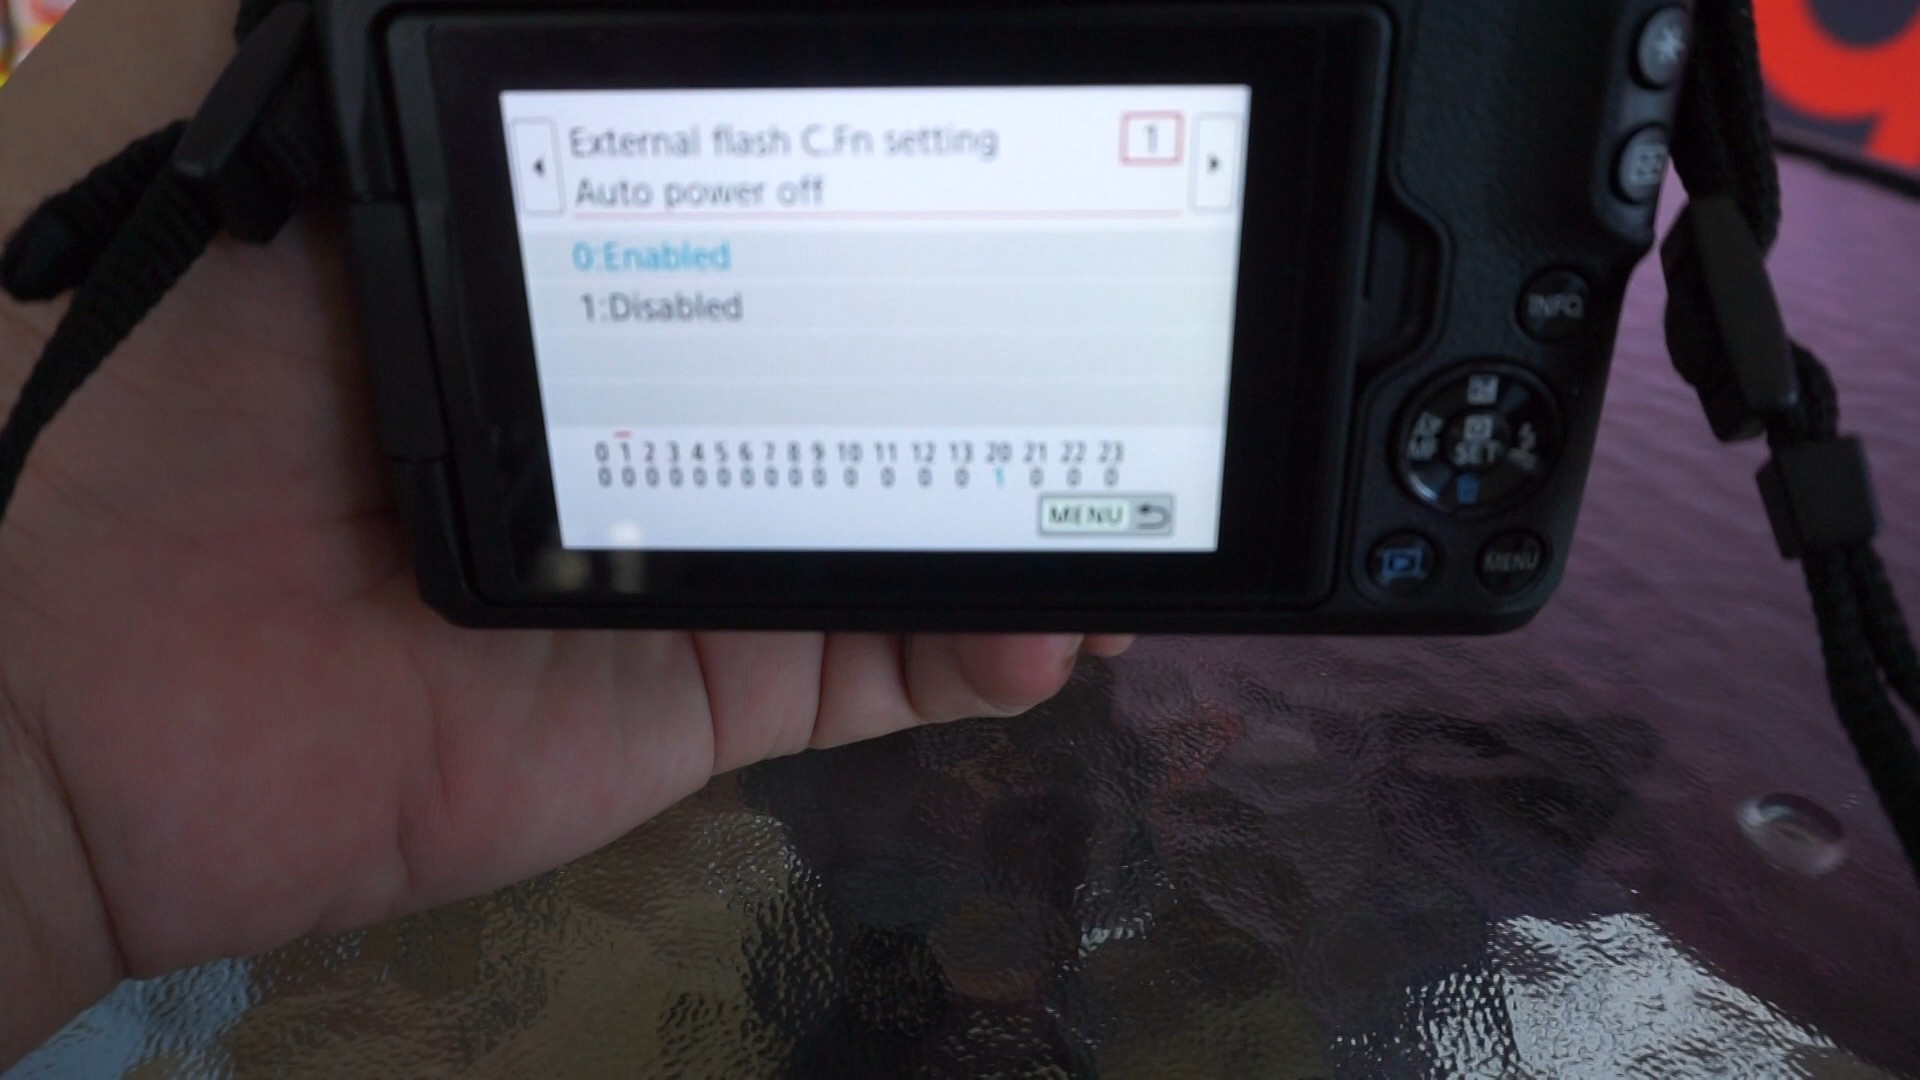 External flash C.Fn setting 1
Auto power off
0:Enabled
1:Disabled
0 1 2 3 4 5 6 7 8 9 10 11 12 13 20 21 22 23
0 0 0 0 0 0 0 0 0 0 0 0 0 0 1 0 0 0
MENU
INFO
AF
MF
SET
MENU